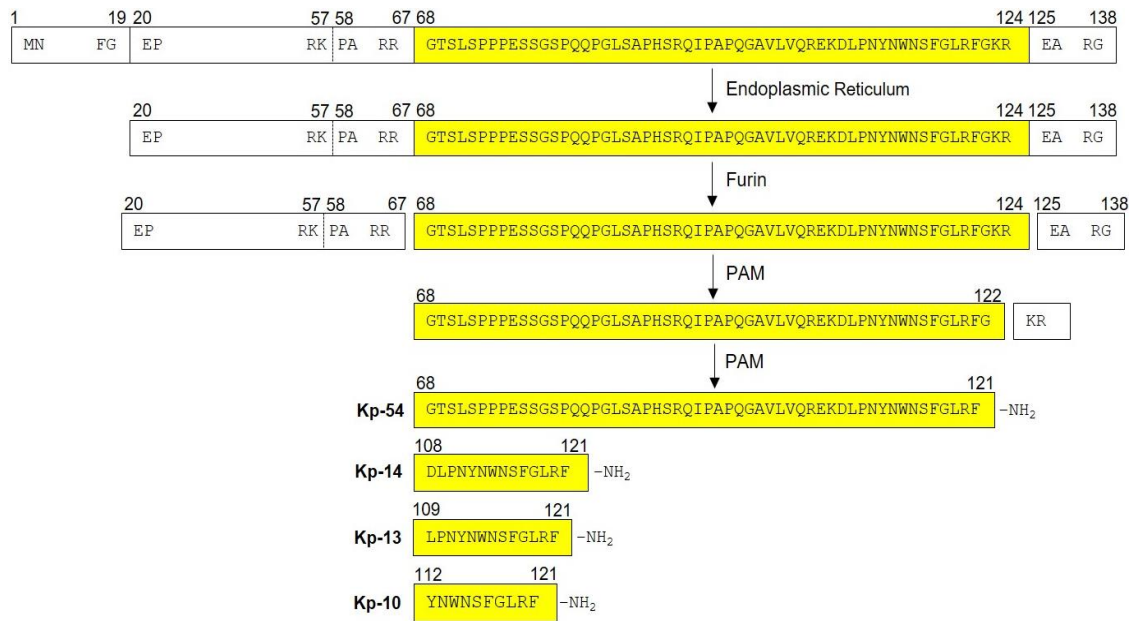 1 19 20 57 58 67 68 124 125 138
MN FG EP RK PA RR GTSLSPPPESSGSPQQPGLSAPHSRQIPAPQGAVLVQREKDLPNYNWNSFGLRFGKR EA RG
Endoplasmic Reticulum
20 57 58 67 68 124 125 138
EP RK PA RR GTSLSPPPESSGSPQQPGLSAPHSRQIPAPQGAVLVQREKDLPNYNWNSFGLRFGKR EA RG
Furin
20 57 58 67 68 124 125 138
EP RK PA RR GTSLSPPPESSGSPQQPGLSAPHSRQIPAPQGAVLVQREKDLPNYNWNSFGLRFGKR EA RG
PAM
68 122
GTSLSPPPESSGSPQQPGLSAPHSRQIPAPQGAVLVQREKDLPNYNWNSFGLRFG KR
PAM
68 121
Kp-54 GTSLSPPPESSGSPQQPGLSAPHSRQIPAPQGAVLVQREKDLPNYNWNSFGLRF -NH₂
108 121
Kp-14 DLPNYNWNSFGLRF -NH₂
109 121
Kp-13 LPNYNWNSFGLRF -NH₂
112 121
Kp-10 YNWNSFGLRF -NH₂